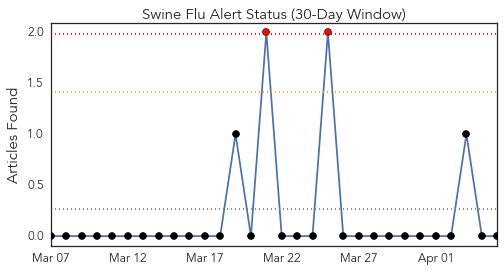 Swine Flu Alert Status (30-Day Window)
Articles Found
2.0
1.5
1.0
0.5
0.0
Mar 07 Mar 12 Mar 17 Mar 22 Mar 27 Apr 01